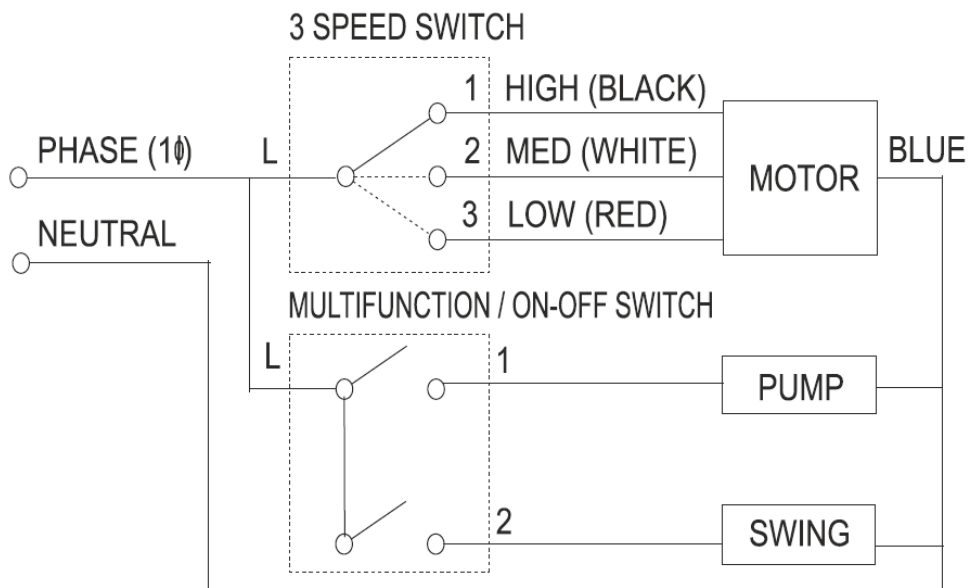 3 SPEED SWITCH
1 HIGH (BLACK)
PHASE (1ϕ) L 2 MED (WHITE) MOTOR BLUE
3 LOW (RED)
NEUTRAL
MULTIFUNCTION / ON-OFF SWITCH
L 1 PUMP
2 SWING